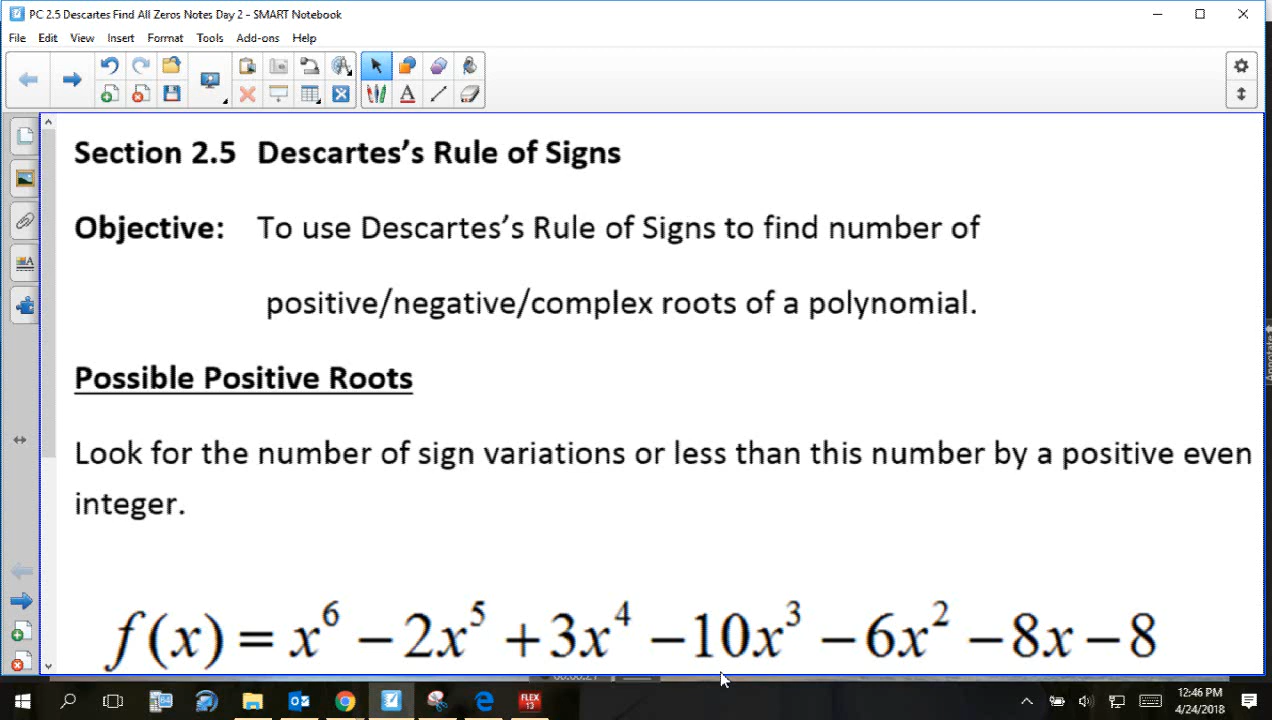 PC 2.5 Descartes Find All Zeros Notes Day 2 - SMART Notebook
File Edit View Insert Format Tools Add-ons Help
Section 2.5 Descartes’s Rule of Signs
Objective: To use Descartes’s Rule of Signs to find number of
positive/negative/complex roots of a polynomial.
Possible Positive Roots
Look for the number of sign variations or less than this number by a positive even
integer.
f(x) = x⁶ − 2x⁵ + 3x⁴ − 10x³ − 6x² − 8x − 8
Annotate
FLEX
13
12:46 PM
4/24/2018